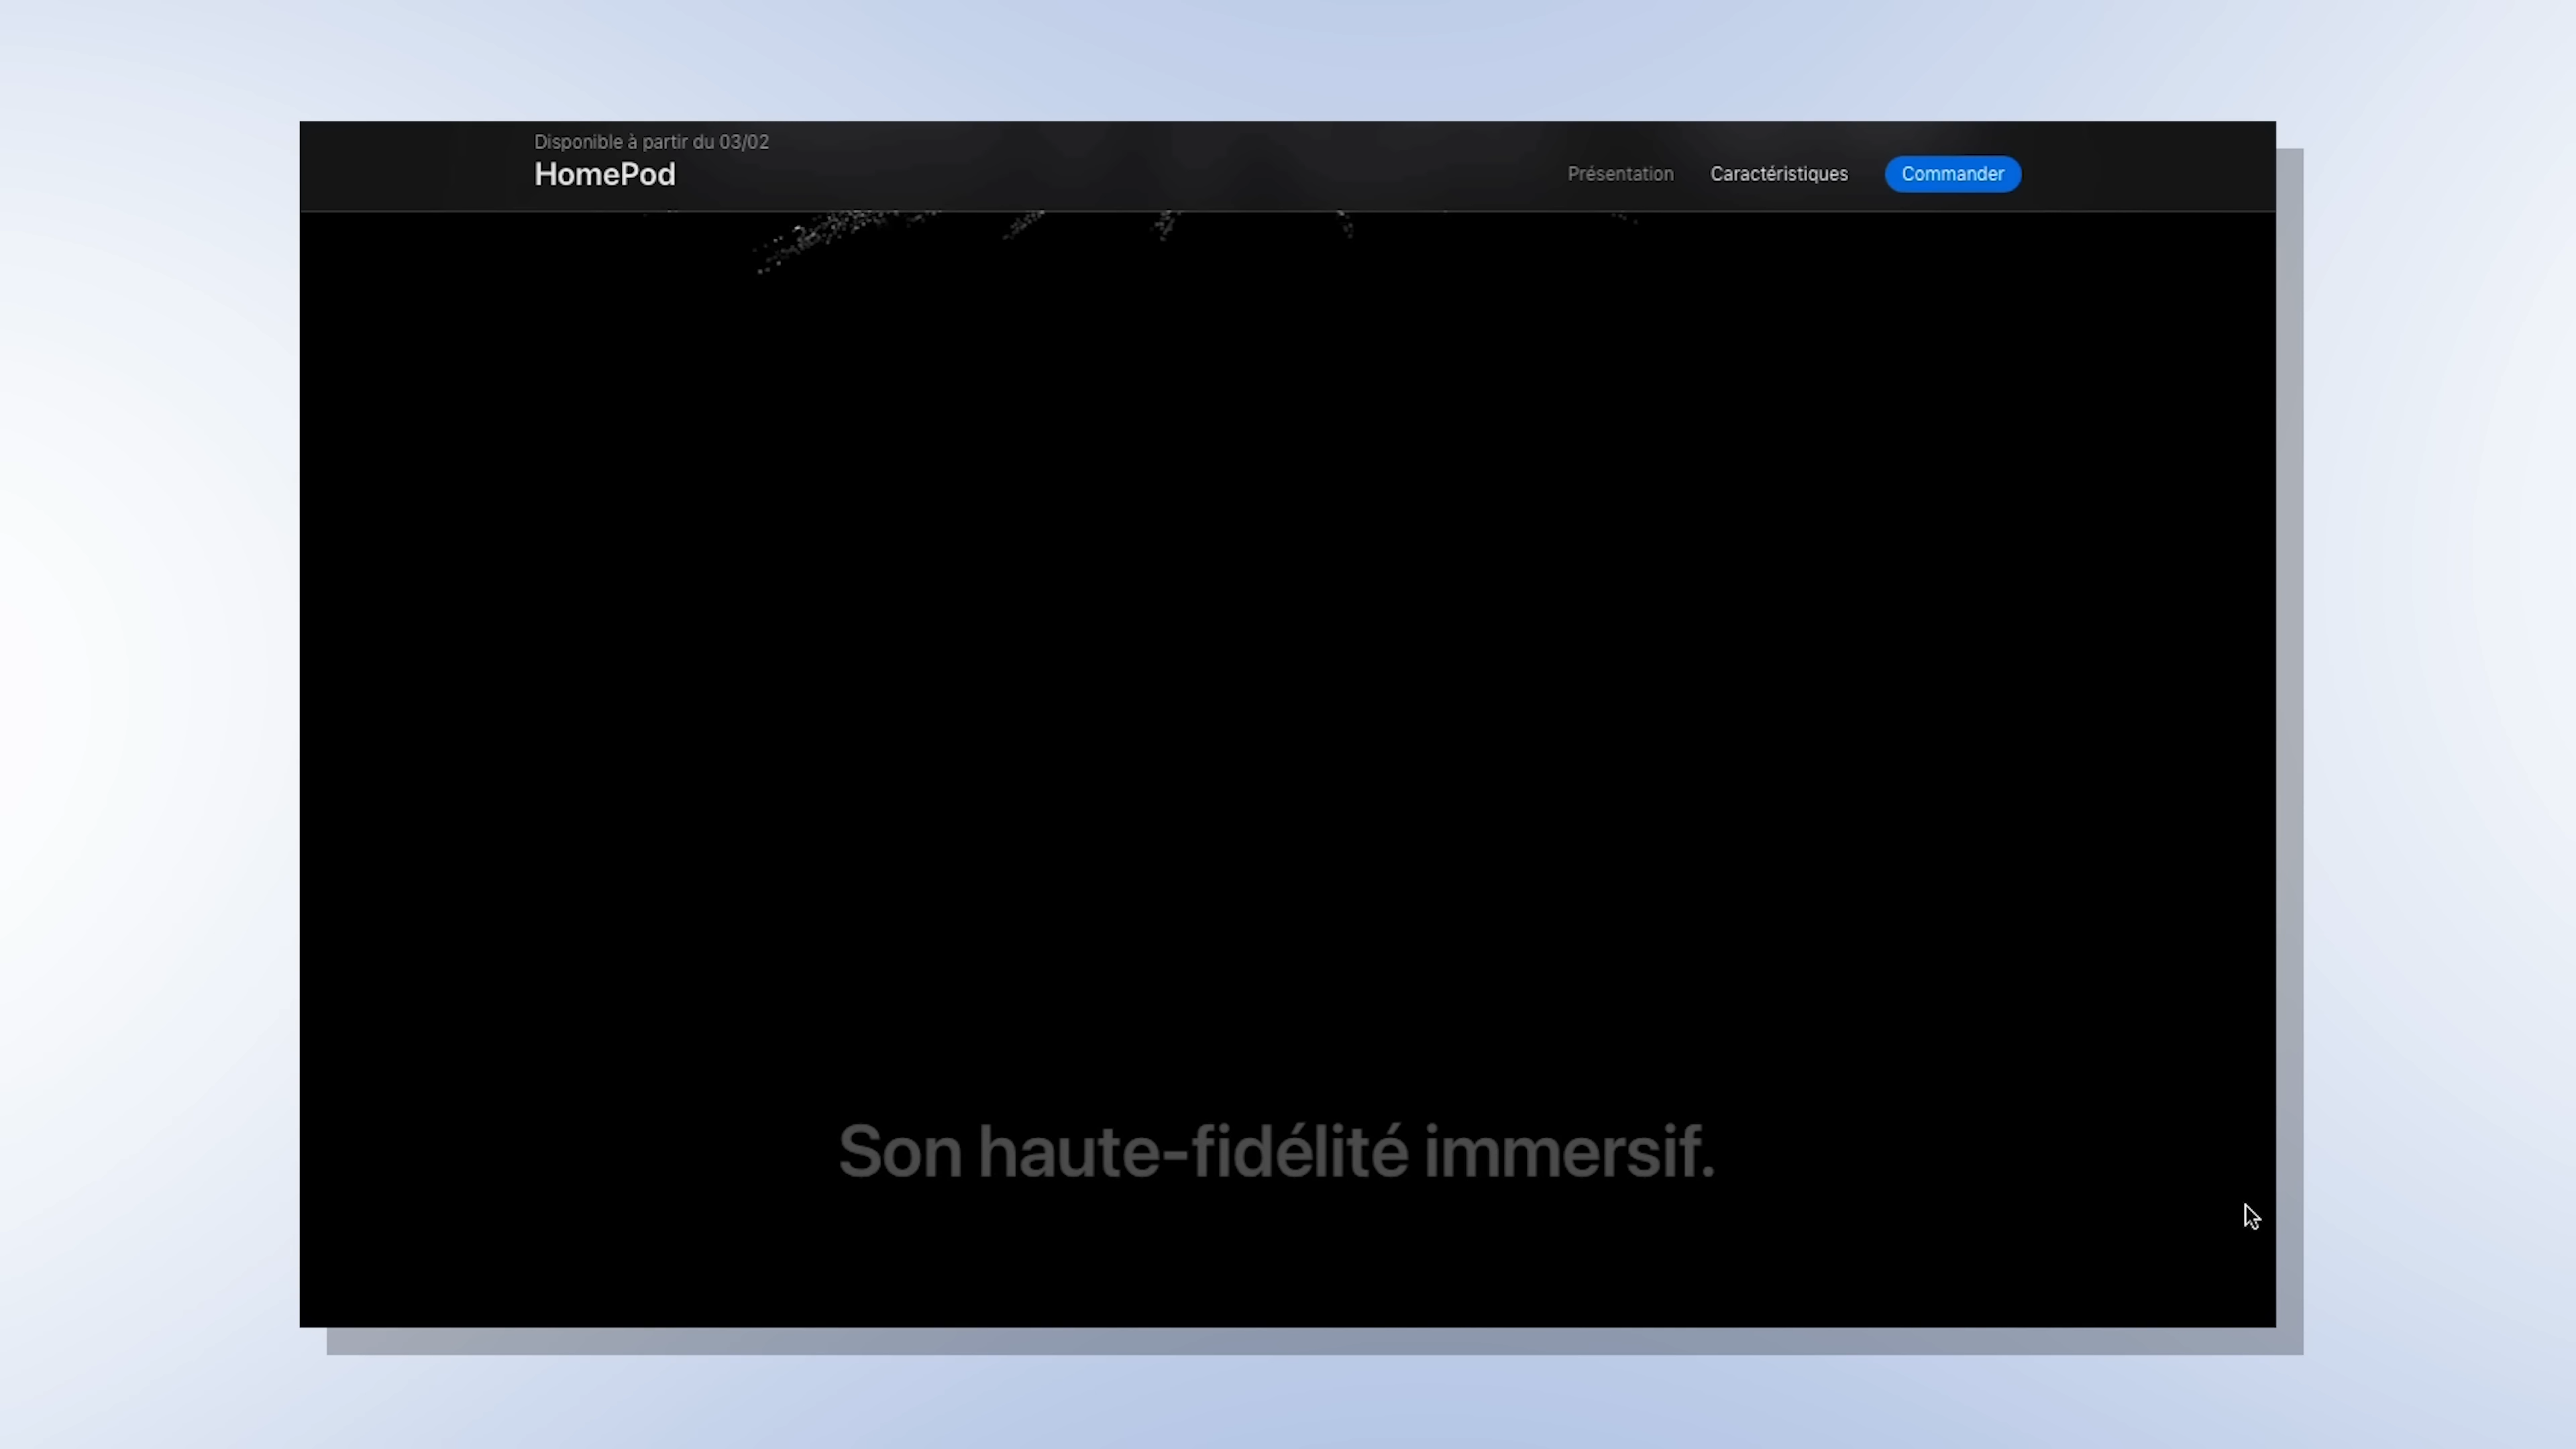 Disponible à partir du 03/02
HomePod
Présentation Caractéristiques Commander
Son haute-fidélité immersif.